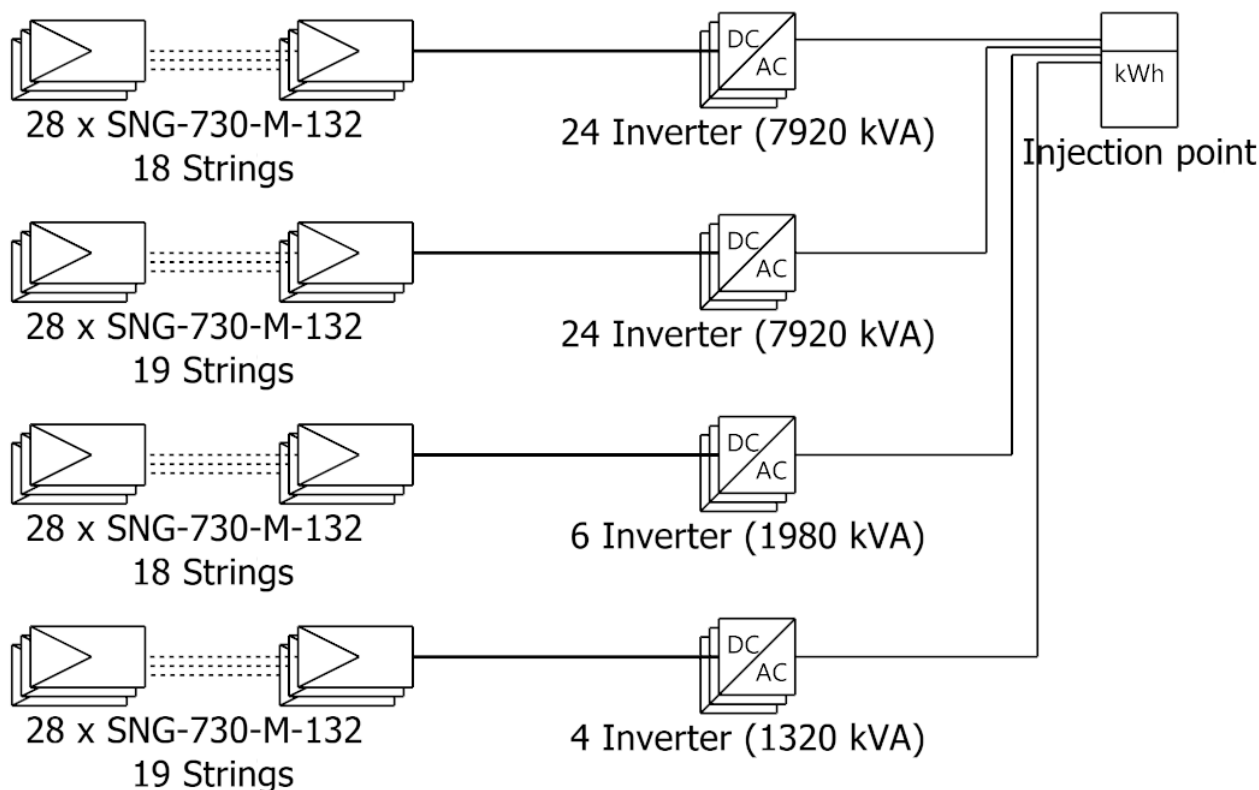 DC
AC
kWh
28 x SNG-730-M-132
18 Strings
24 Inverter (7920 kVA)
Injection point
DC
AC
28 x SNG-730-M-132
19 Strings
24 Inverter (7920 kVA)
DC
AC
28 x SNG-730-M-132
18 Strings
6 Inverter (1980 kVA)
DC
AC
28 x SNG-730-M-132
19 Strings
4 Inverter (1320 kVA)